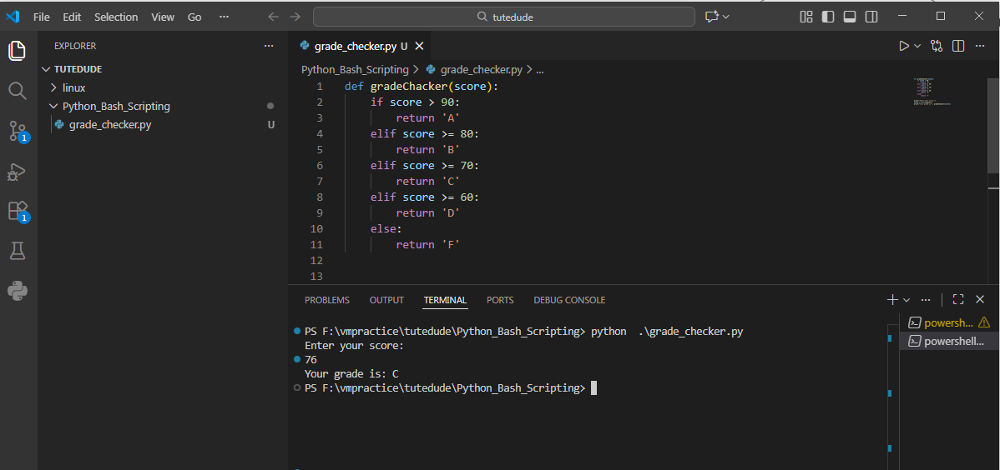 File Edit Selection View Go ··· tutedude
EXPLORER ···
TUTEDUDE
linux
Python_Bash_Scripting
grade_checker.py U
1
1
grade_checker.py U
Python_Bash_Scripting > grade_checker.py > ...
1 def gradeChacker(score):
2 if score > 90:
3 return 'A'
4 elif score >= 80:
5 return 'B'
6 elif score >= 70:
7 return 'C'
8 elif score >= 60:
9 return 'D'
10 else:
11 return 'F'
12
13
PROBLEMS OUTPUT TERMINAL PORTS DEBUG CONSOLE
PS F:\vmpractice\tutedude\Python_Bash_Scripting> python  .\grade_checker.py
Enter your score:
76
Your grade is: C
PS F:\vmpractice\tutedude\Python_Bash_Scripting>
powersh...
powershell...